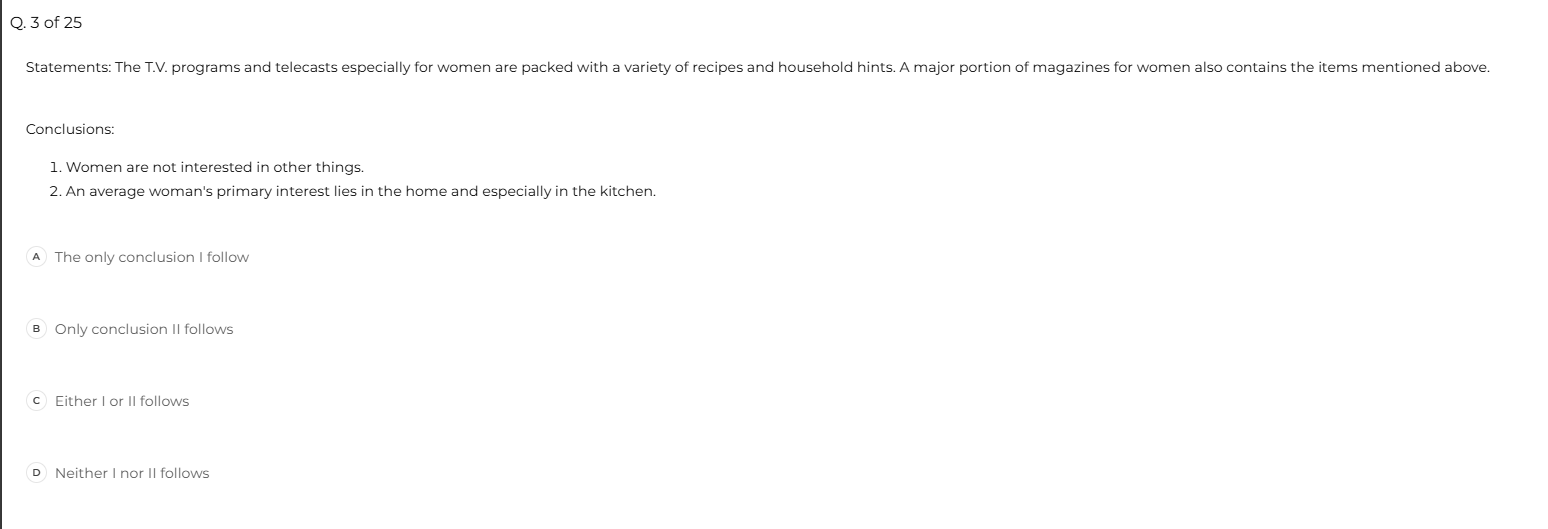 Q. 3 of 25
Statements: The T.V. programs and telecasts especially for women are packed with a variety of recipes and household hints. A major portion of magazines for women also contains the items mentioned above.
Conclusions:
1. Women are not interested in other things.
2. An average woman's primary interest lies in the home and especially in the kitchen.
A The only conclusion I follow
B Only conclusion II follows
C Either I or II follows
D Neither I nor II follows